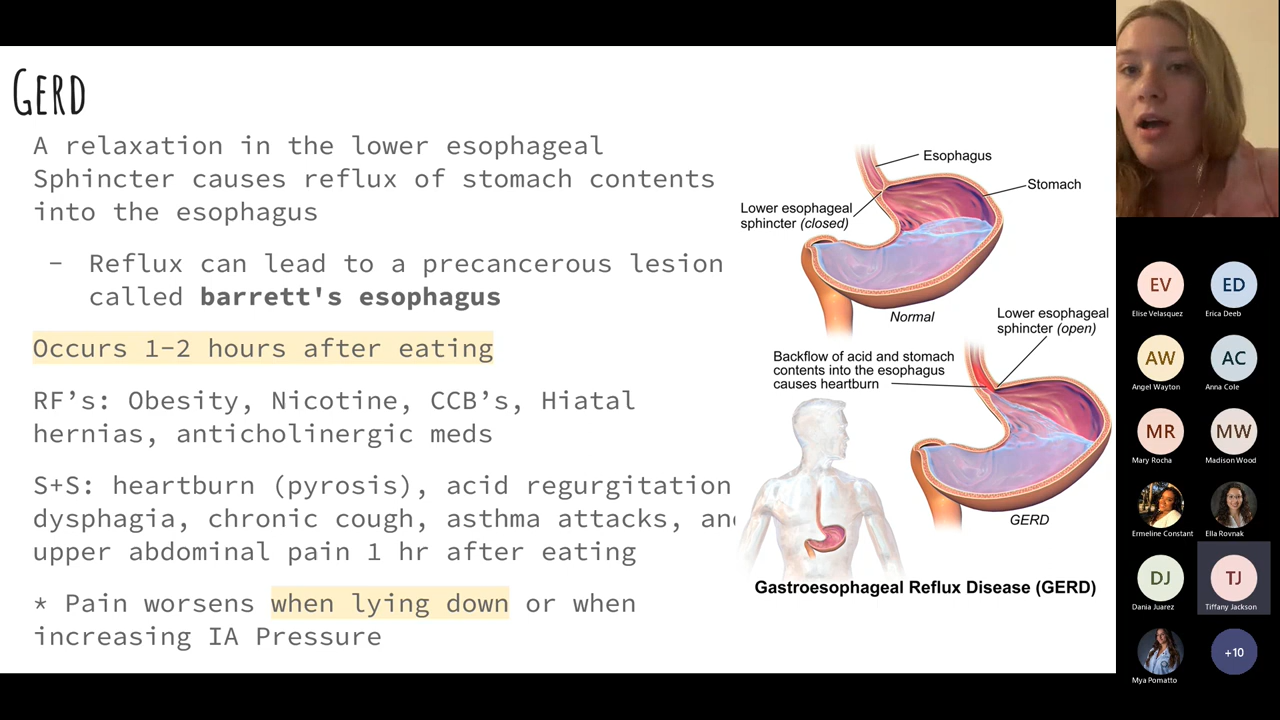 GERD
A relaxation in the lower esophageal
Sphincter causes reflux of stomach contents
into the esophagus
- Reflux can lead to a precancerous lesion
called barrett's esophagus
Occurs 1-2 hours after eating
RF's: Obesity, Nicotine, CCB's, Hiatal
hernias, anticholinergic meds
S+S: heartburn (pyrosis), acid regurgitation
dysphagia, chronic cough, asthma attacks, and
upper abdominal pain 1 hr after eating
* Pain worsens when lying down or when
increasing IA Pressure
Esophagus
Stomach
Lower esophageal
sphincter (closed)
Normal
Lower esophageal
sphincter (open)
Backflow of acid and stomach
contents into the esophagus
causes heartburn
GERD
Gastroesophageal Reflux Disease (GERD)
EV
Elise Velasquez
ED
Erica Deeb
AW
Angel Wayton
AC
Anna Cole
MR
Mary Rocha
MW
Madison Wood
Ermeline Constant
Ella Rovnak
DJ
Dania Juarez
TJ
Tiffany Jackson
Mya Pomatto
+10